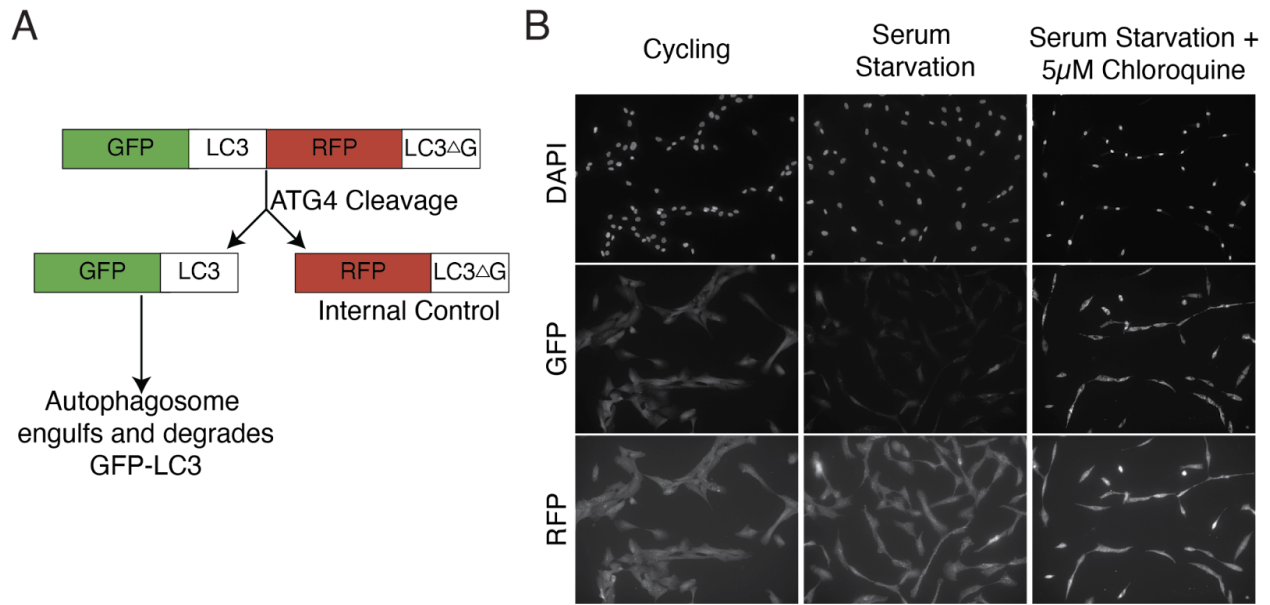 A
GFP LC3 RFP LC3△G
ATG4 Cleavage
GFP LC3 RFP LC3△G
Internal Control
Autophagosome
engulfs and degrades
GFP-LC3
B
Cycling
Serum
Starvation
Serum Starvation +
5µM Chloroquine
DAPI
GFP
RFP